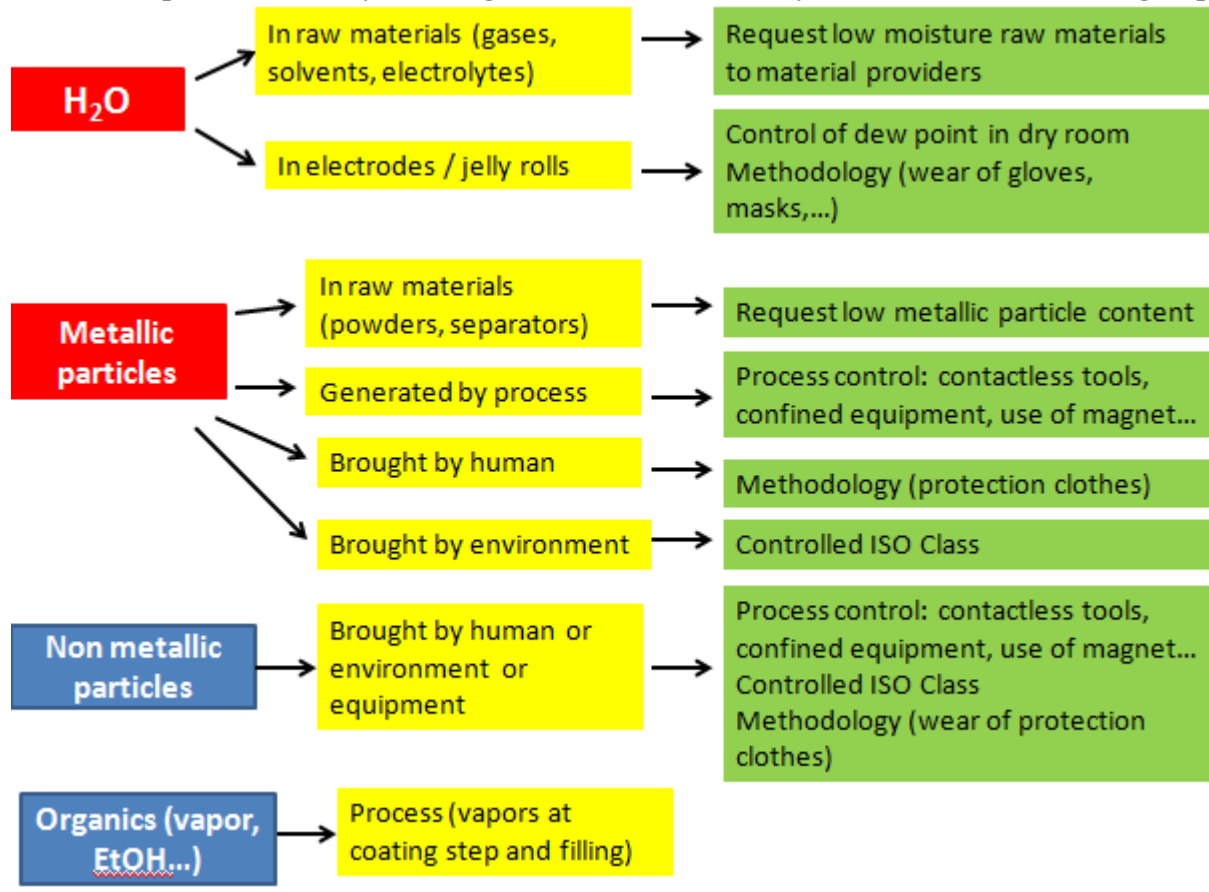 In raw materials (gases,
solvents, electrolytes)
Request low moisture raw materials
to material providers
H₂O
In electrodes / jelly rolls
Control of dew point in dry room
Methodology (wear of gloves,
masks,...)
Metallic
particles
In raw materials
(powders, separators)
Request low metallic particle content
Generated by process
Process control: contactless tools,
confined equipment, use of magnet...
Brought by human
Methodology (protection clothes)
Brought by environment
Controlled ISO Class
Non metallic
particles
Brought by human or
environment or
equipment
Process control: contactless tools,
confined equipment, use of magnet...
Controlled ISO Class
Methodology (wear of protection
clothes)
Organics (vapor,
EtOH...)
Process (vapors at
coating step and filling)